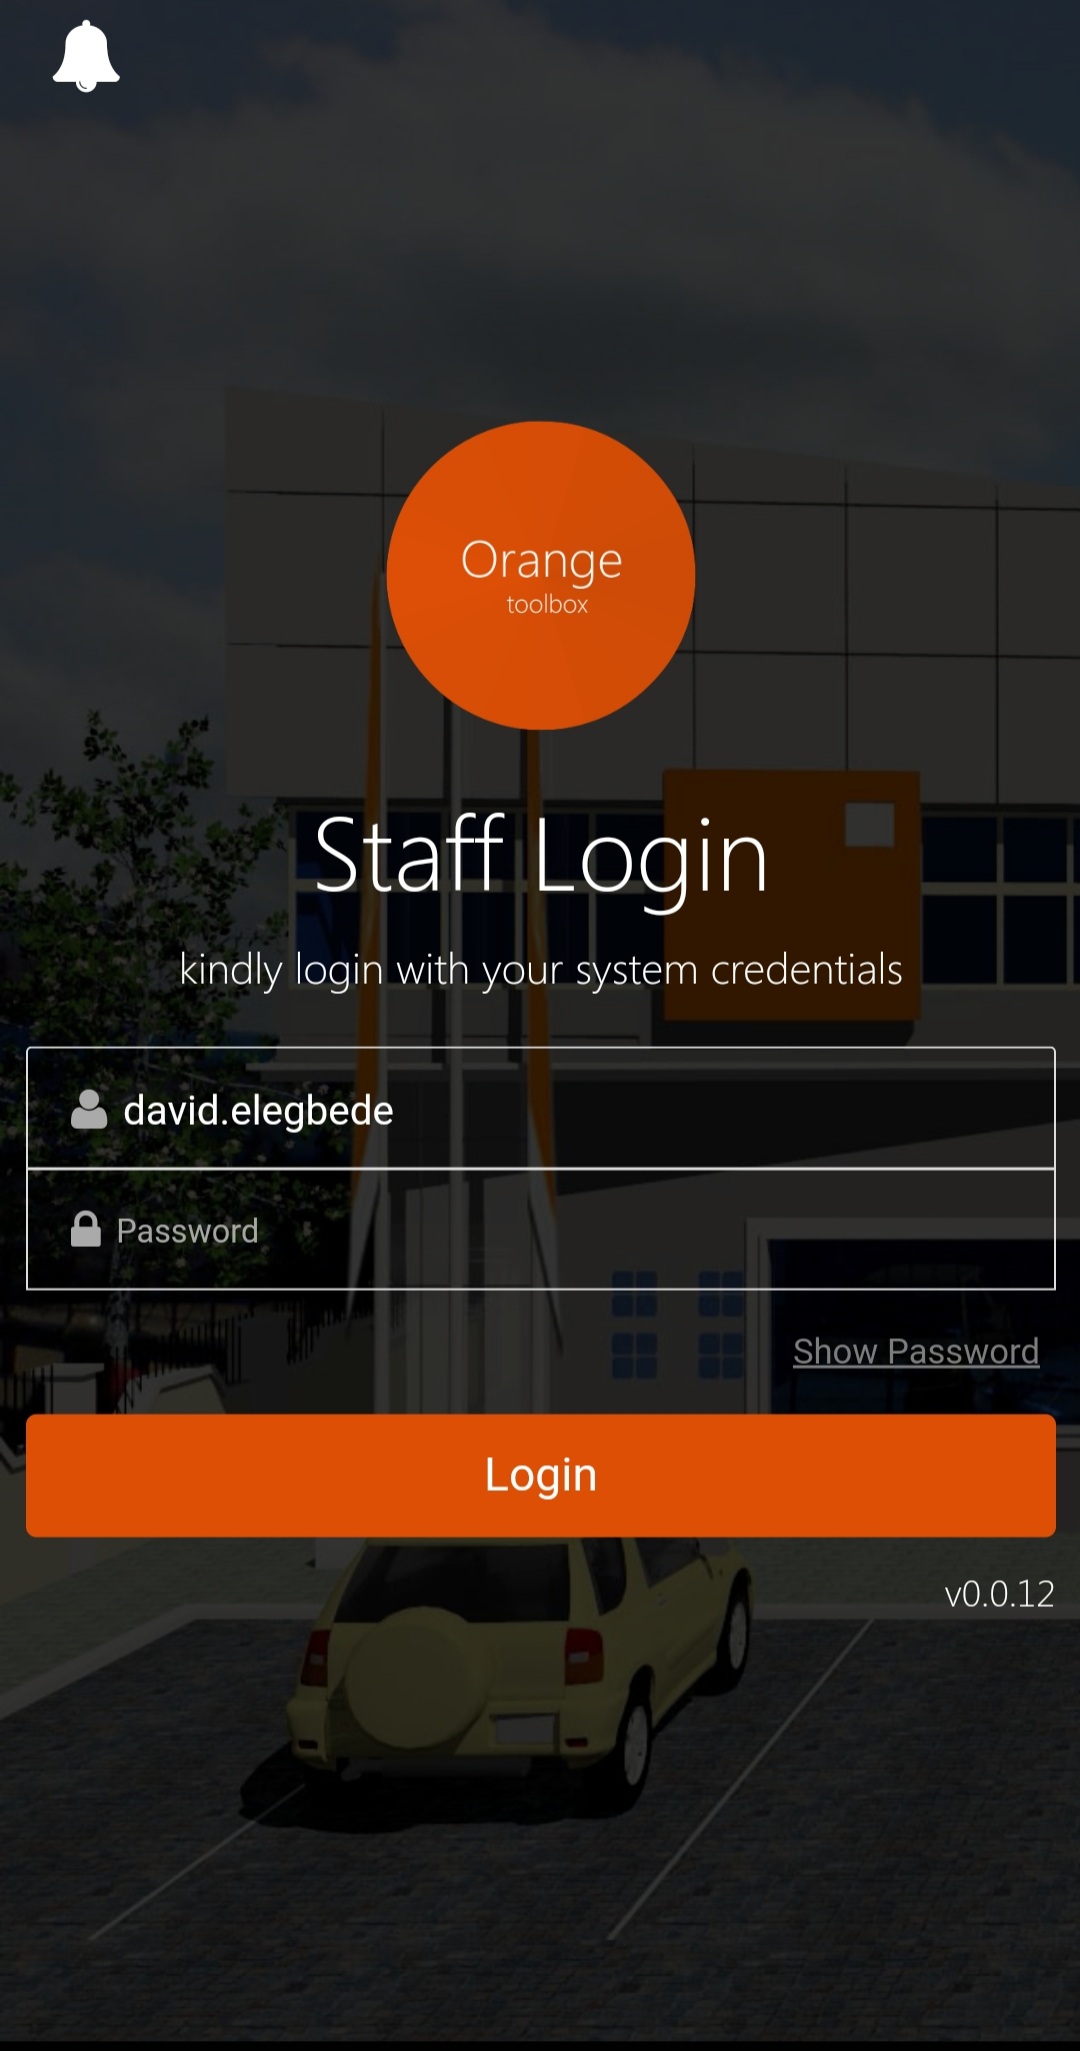 Orange
toolbox
Staff Login
kindly login with your system credentials
david.elegbede
Password
Show Password
Login
v0.0.12